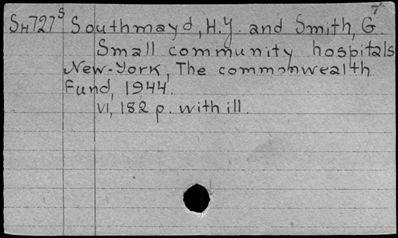 SH727 S Southmayd, H.J. and Smith, G.
Small community hospitals
New-York, The commonwealth
Fund, 1944.
VI, 182 p. with ill.